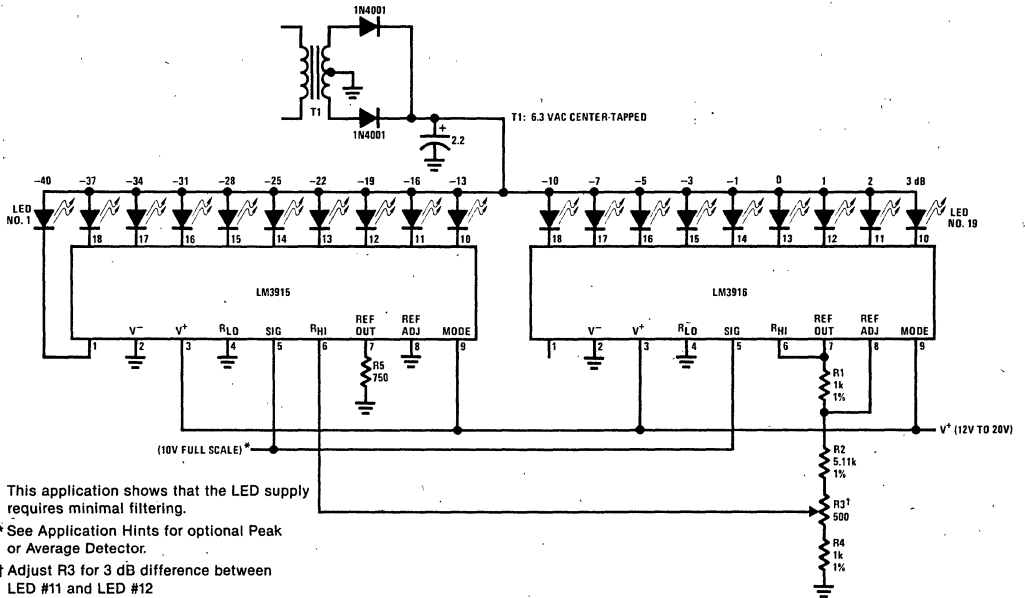 1N4001
T1
1N4001
T1: 6.3 VAC CENTER-TAPPED
+
2.2
−40 −37 −34 −31 −28 −25 −22 −19 −16 −13 −10 −7 −5 −3 −1 0 1 2 3 dB
LED NO. 1
LED NO. 19
18 17 16 15 14 13 12 11 10 18 17 16 15 14 13 12 11 10
LM3915
LM3916
V− V+ RLO SIG RHI REF OUT REF ADJ MODE
V− V+ RLO SIG RHI REF OUT REF ADJ MODE
1 2 3 4 5 6 7 8 9 1 2 3 4 5 6 7 8 9
R5
750
R1
1k
1%
V+ (12V TO 20V)
(10V FULL SCALE)*
R2
5.11k
1%
R3†
500
R4
1k
1%
This application shows that the LED supply
requires minimal filtering.
* See Application Hints for optional Peak
or Average Detector.
† Adjust R3 for 3 dB difference between
LED #11 and LED #12